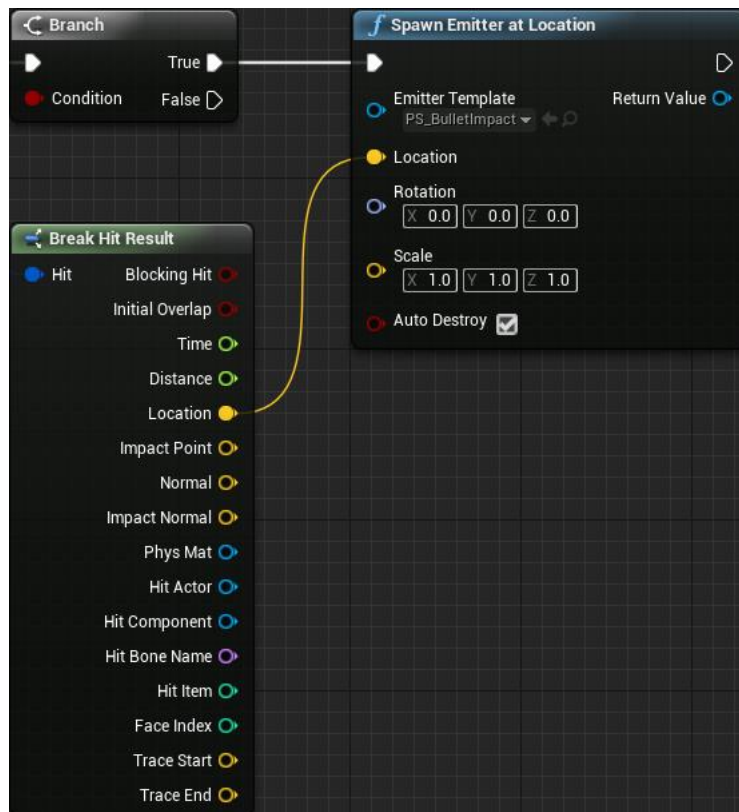 Branch
True
Condition False
Spawn Emitter at Location
Emitter Template Return Value
PS_BulletImpact
Location
Rotation
X 0.0 Y 0.0 Z 0.0
Scale
X 1.0 Y 1.0 Z 1.0
Auto Destroy
Break Hit Result
Hit Blocking Hit
Initial Overlap
Time
Distance
Location
Impact Point
Normal
Impact Normal
Phys Mat
Hit Actor
Hit Component
Hit Bone Name
Hit Item
Face Index
Trace Start
Trace End